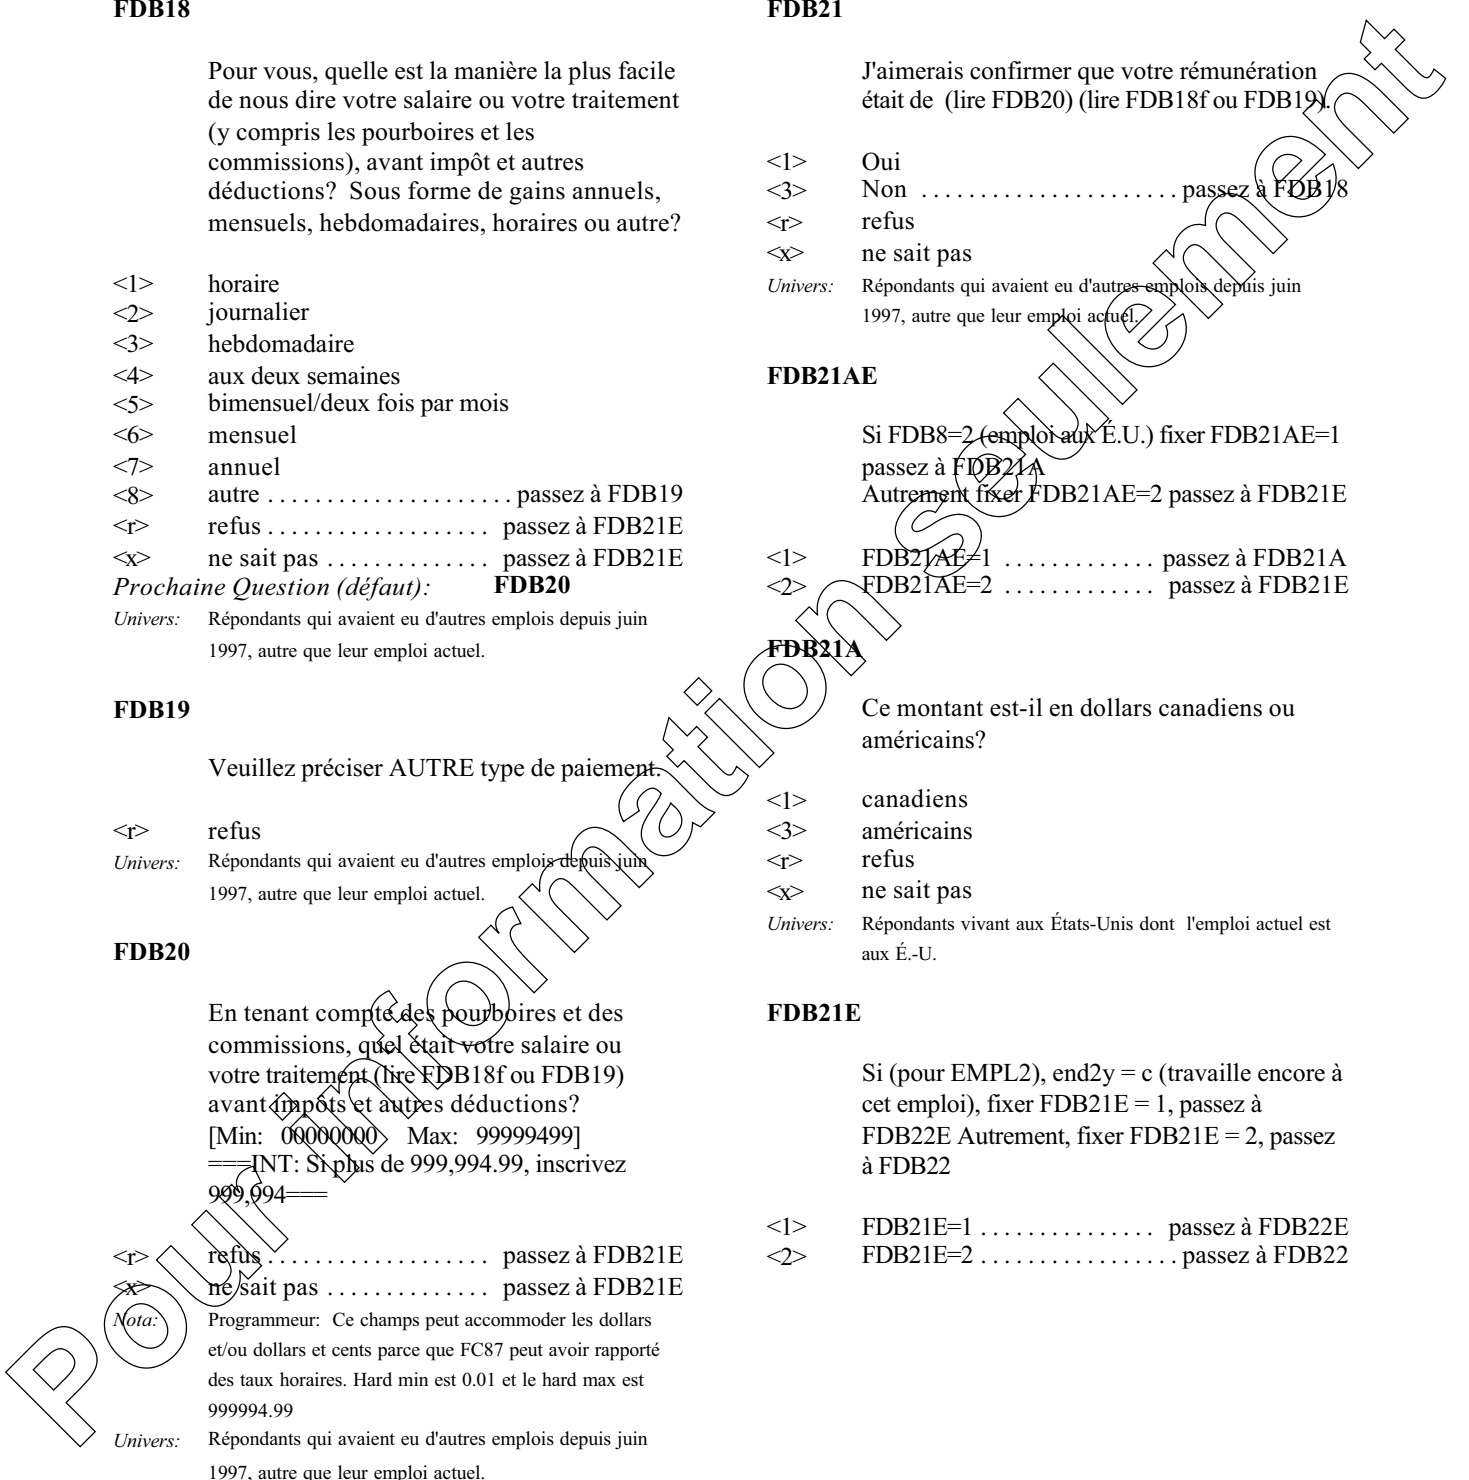 FDB18
Pour vous, quelle est la manière la plus facile
de nous dire votre salaire ou votre traitement
(y compris les pourboires et les
commissions), avant impôt et autres
déductions? Sous forme de gains annuels,
mensuels, hebdomadaires, horaires ou autre?
<1> horaire
<2> journalier
<3> hebdomadaire
<4> aux deux semaines
<5> bimensuel/deux fois par mois
<6> mensuel
<7> annuel
<8> autre . . . . . . . . . . . . . . . . . . . . . passez à FDB19
<r> refus . . . . . . . . . . . . . . . . . . . passez à FDB21E
<x> ne sait pas . . . . . . . . . . . . . . passez à FDB21E
Prochaine Question (défaut): FDB20
Univers: Répondants qui avaient eu d'autres emplois depuis juin
1997, autre que leur emploi actuel.
FDB19
Veuillez préciser AUTRE type de paiement.
<r> refus
Univers: Répondants qui avaient eu d'autres emplois depuis juin
1997, autre que leur emploi actuel.
FDB20
En tenant compte des pourboires et des
commissions, quel était votre salaire ou
votre traitement (lire FDB18f ou FDB19)
avant impôts et autres déductions?
[Min: 00000000 Max: 99999499]
===INT: Si plus de 999,994.99, inscrivez
999,994===
<r> refus . . . . . . . . . . . . . . . . . . . passez à FDB21E
<x> ne sait pas . . . . . . . . . . . . . . passez à FDB21E
Nota: Programmeur: Ce champs peut accommoder les dollars
et/ou dollars et cents parce que FC87 peut avoir rapporté
des taux horaires. Hard min est 0.01 et le hard max est
999994.99
Univers: Répondants qui avaient eu d'autres emplois depuis juin
1997, autre que leur emploi actuel.
FDB21
J'aimerais confirmer que votre rémunération
était de (lire FDB20) (lire FDB18f ou FDB19).
<1> Oui
<3> Non . . . . . . . . . . . . . . . . . . . . . . passez à FDB18
<r> refus
<x> ne sait pas
Univers: Répondants qui avaient eu d'autres emplois depuis juin
1997, autre que leur emploi actuel.
FDB21AE
Si FDB8=2 (emploi aux É.U.) fixer FDB21AE=1
passez à FDB21A
Autrement fixer FDB21AE=2 passez à FDB21E
<1> FDB21AE=1 . . . . . . . . . . . . . passez à FDB21A
<2> FDB21AE=2 . . . . . . . . . . . . . passez à FDB21E
FDB21A
Ce montant est-il en dollars canadiens ou
américains?
<1> canadiens
<3> américains
<r> refus
<x> ne sait pas
Univers: Répondants vivant aux États-Unis dont l'emploi actuel est
aux É.-U.
FDB21E
Si (pour EMPL2), end2y = c (travaille encore à
cet emploi), fixer FDB21E = 1, passez à
FDB22E Autrement, fixer FDB21E = 2, passez
à FDB22
<1> FDB21E=1 . . . . . . . . . . . . . . . passez à FDB22E
<2> FDB21E=2 . . . . . . . . . . . . . . . . . passez à FDB22
Pour information seulement